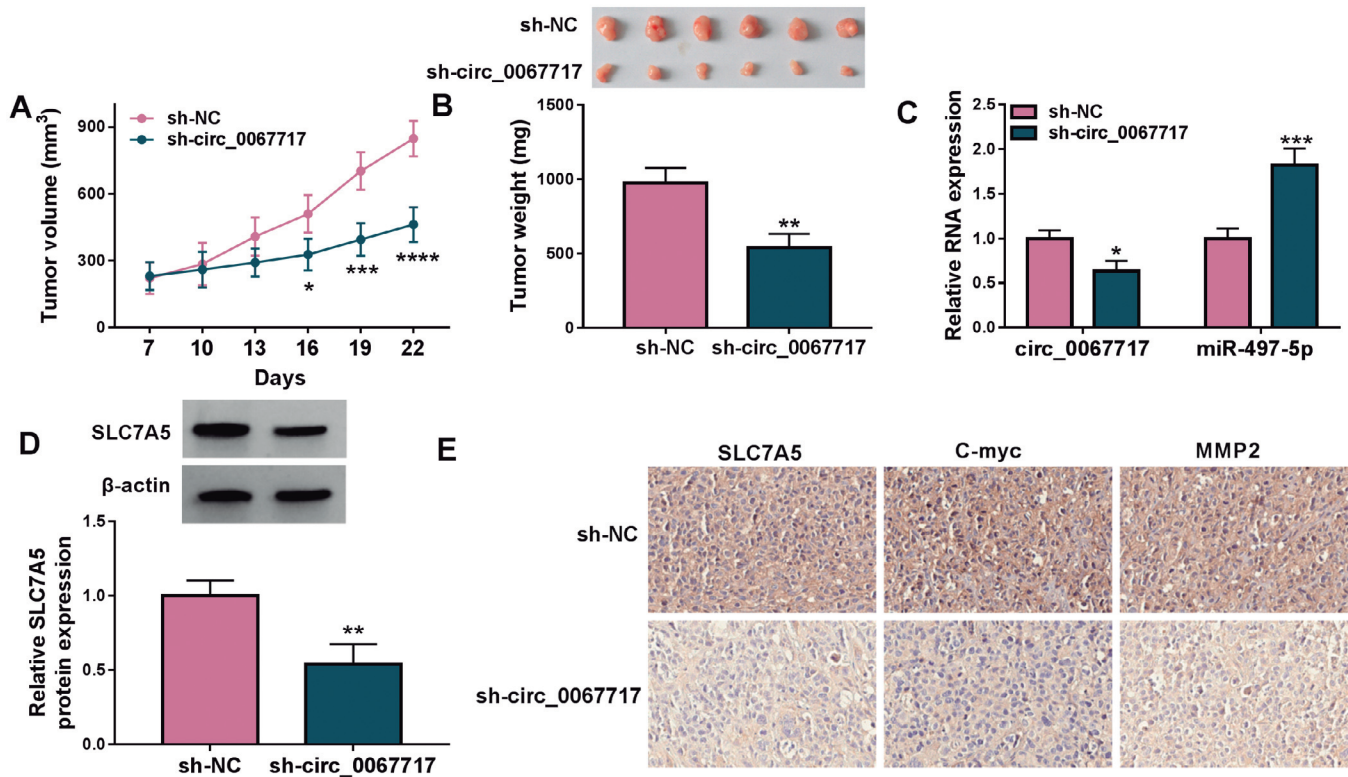 sh-NC
sh-circ_0067717
A
sh-NC
sh-circ_0067717
Tumor volume (mm³)
900
600
300
0
7 10 13 16 19 22
Days
* *** ****
B
Tumor weight (mg)
1500
1000
500
0
**
sh-NC sh-circ_0067717
C
sh-NC
sh-circ_0067717
Relative RNA expression
2.5
2.0
1.5
1.0
0.5
0.0
* ***
circ_0067717 miR-497-5p
D
SLC7A5
β-actin
Relative SLC7A5
protein expression
1.5
1.0
0.5
0.0
**
sh-NC sh-circ_0067717
E
SLC7A5 C-myc MMP2
sh-NC
sh-circ_0067717